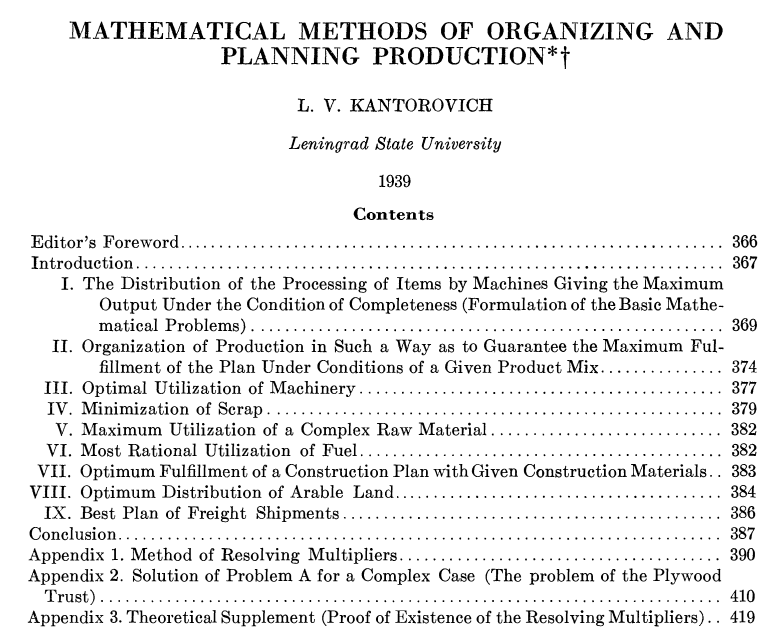 MATHEMATICAL METHODS OF ORGANIZING AND
PLANNING PRODUCTION*†
L. V. KANTOROVICH
Leningrad State University
1939
Contents
Editor's Foreword 366
Introduction 367
I. The Distribution of the Processing of Items by Machines Giving the Maximum
Output Under the Condition of Completeness (Formulation of the Basic Mathe-
matical Problems) 369
II. Organization of Production in Such a Way as to Guarantee the Maximum Ful-
fillment of the Plan Under Conditions of a Given Product Mix 374
III. Optimal Utilization of Machinery 377
IV. Minimization of Scrap 379
V. Maximum Utilization of a Complex Raw Material 382
VI. Most Rational Utilization of Fuel 382
VII. Optimum Fulfillment of a Construction Plan with Given Construction Materials 383
VIII. Optimum Distribution of Arable Land 384
IX. Best Plan of Freight Shipments 386
Conclusion 387
Appendix 1. Method of Resolving Multipliers 390
Appendix 2. Solution of Problem A for a Complex Case (The problem of the Plywood
Trust) 410
Appendix 3. Theoretical Supplement (Proof of Existence of the Resolving Multipliers) 419